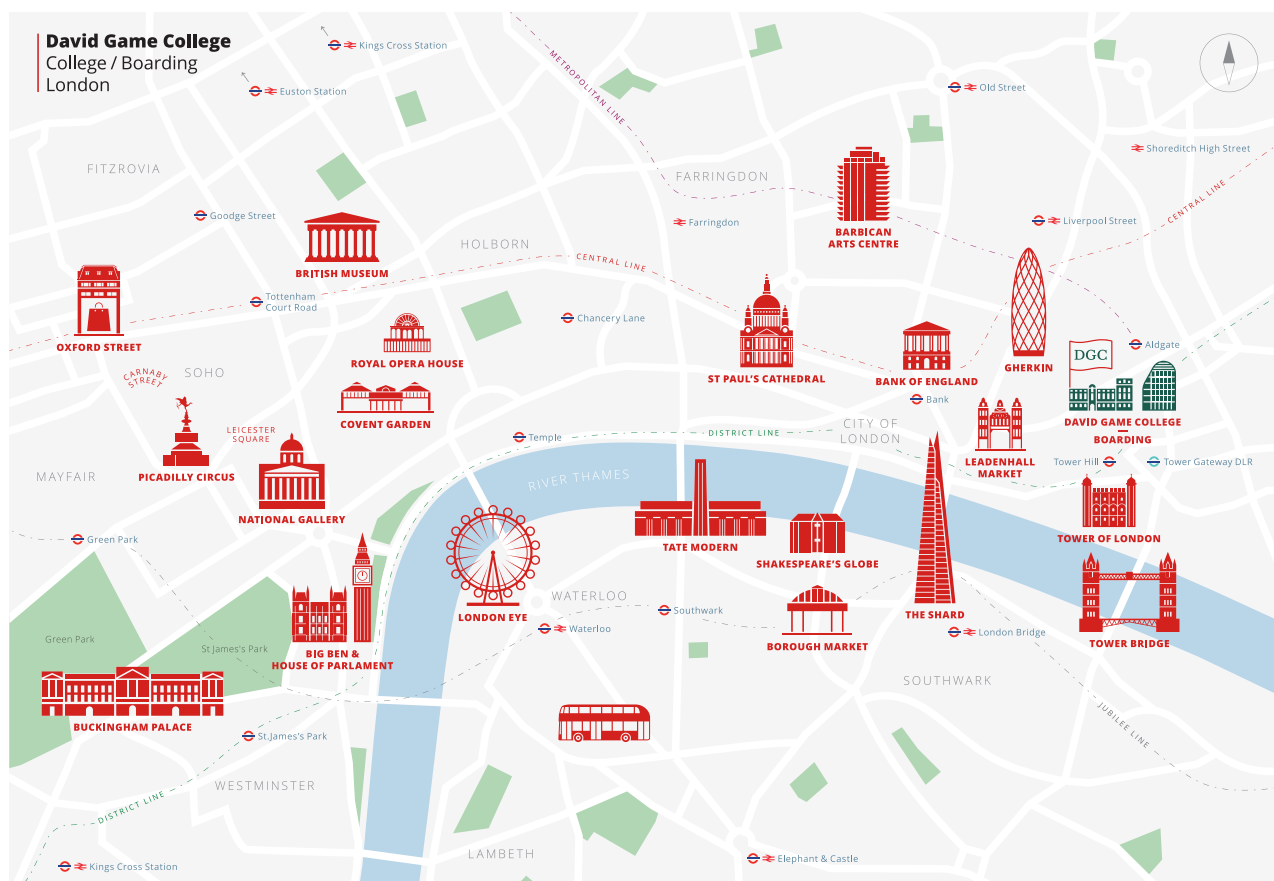 David Game College
College / Boarding
London
Kings Cross Station
Euston Station
METROPOLITAN LINE
Old Street
Shoreditch High Street
FITZROVIA
FARRINGDON
CENTRAL LINE
Goodge Street
Farringdon
Liverpool Street
BARBICAN
ARTS CENTRE
HOLBORN
BRITISH MUSEUM
CENTRAL LINE
Tottenham
Court Road
Chancery Lane
OXFORD STREET
Aldgate
DGC
ROYAL OPERA HOUSE
GHERKIN
CARNABY
STREET
SOHO
ST PAUL'S CATHEDRAL
BANK OF ENGLAND
Bank
COVENT GARDEN
DAVID GAME COLLEGE
BOARDING
LEICESTER
SQUARE
Temple
DISTRICT LINE
CITY OF
LONDON
LEADENHALL
MARKET
Tower Hill
Tower Gateway DLR
MAYFAIR
PICADILLY CIRCUS
RIVER THAMES
NATIONAL GALLERY
Green Park
TATE MODERN
TOWER OF LONDON
SHAKESPEARE'S GLOBE
WATERLOO
LONDON EYE
Southwark
THE SHARD
Waterloo
London Bridge
Green Park
St James's Park
BIG BEN &
HOUSE OF PARLAMENT
BOROUGH MARKET
TOWER BRIDGE
SOUTHWARK
BUCKINGHAM PALACE
JUBILEE LINE
St.James's Park
WESTMINSTER
DISTRICT LINE
LAMBETH
Kings Cross Station
Elephant & Castle